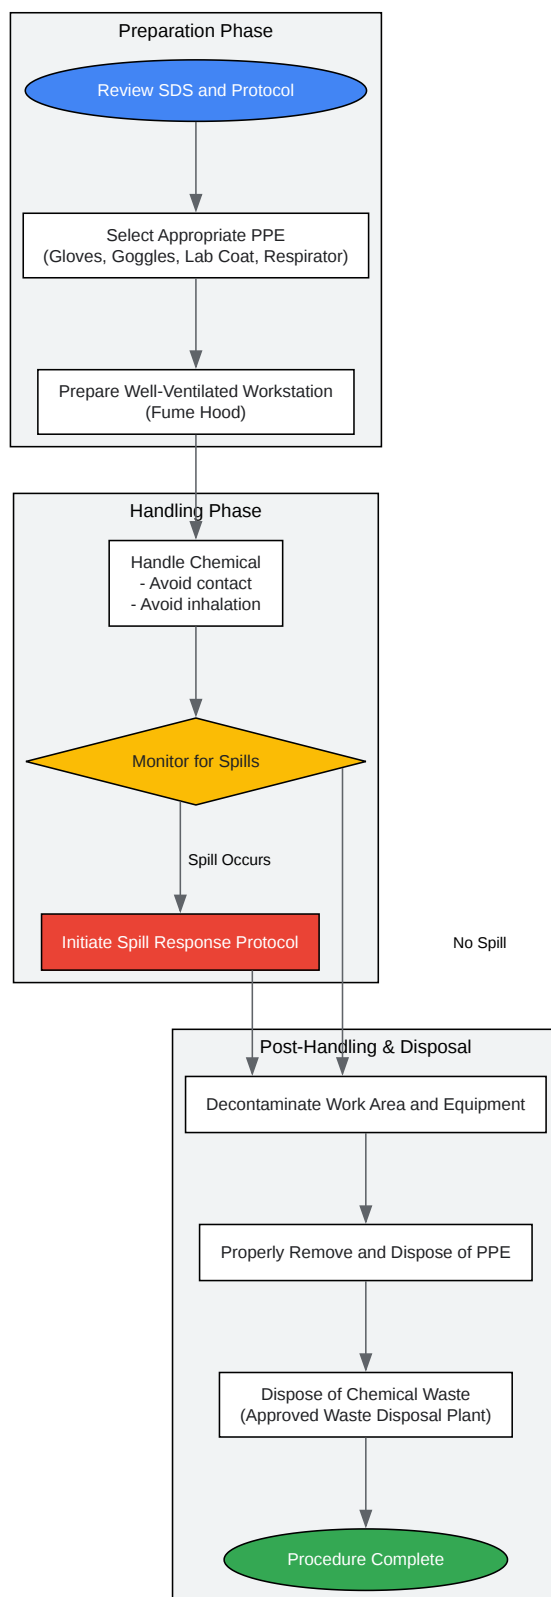 Preparation Phase
Review SDS and Protocol
Select Appropriate PPE
(Gloves, Goggles, Lab Coat, Respirator)
Prepare Well-Ventilated Workstation
(Fume Hood)
Handling Phase
Handle Chemical
- Avoid contact
- Avoid inhalation
Monitor for Spills
Spill Occurs
Initiate Spill Response Protocol
No Spill
Post-Handling & Disposal
Decontaminate Work Area and Equipment
Properly Remove and Dispose of PPE
Dispose of Chemical Waste
(Approved Waste Disposal Plant)
Procedure Complete